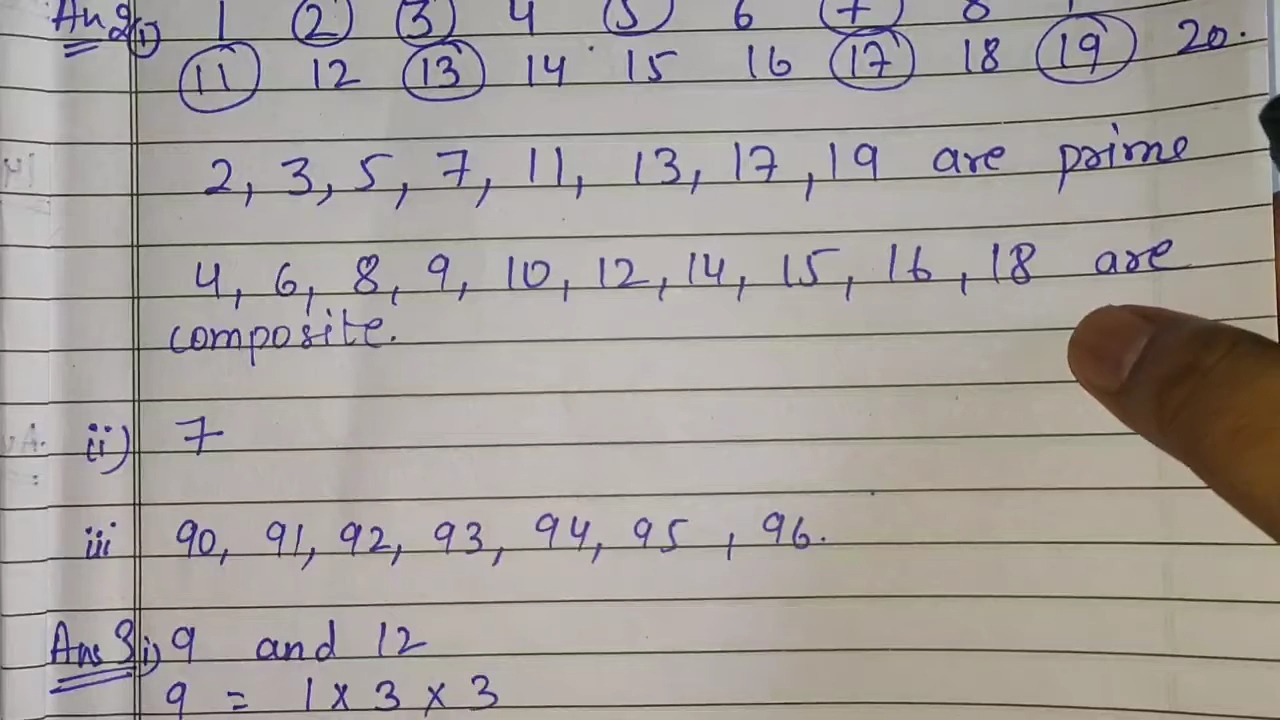 Ans 2 i) 1 2 3 4 5 6 7 8
11 12 13 14 15 16 17 18 19 20.
2, 3, 5, 7, 11, 13, 17, 19 are prime
4, 6, 8, 9, 10, 12, 14, 15, 16, 18 are
composite.
ii) 7
iii 90, 91, 92, 93, 94, 95, 96.
Ans 3 i) 9 and 12
9 = 1 x 3 x 3